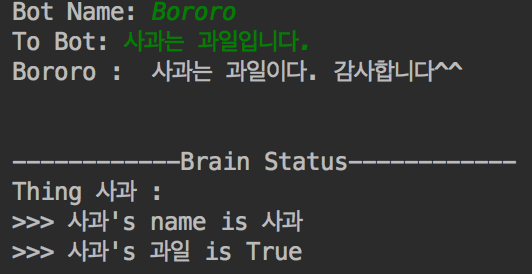 Bot Name: Bororo
To Bot: 사과는 과일입니다.
Bororo :  사과는 과일이다. 감사합니다^^
------------Brain Status------------
Thing 사과 :
>>> 사과's name is 사과
>>> 사과's 과일 is True